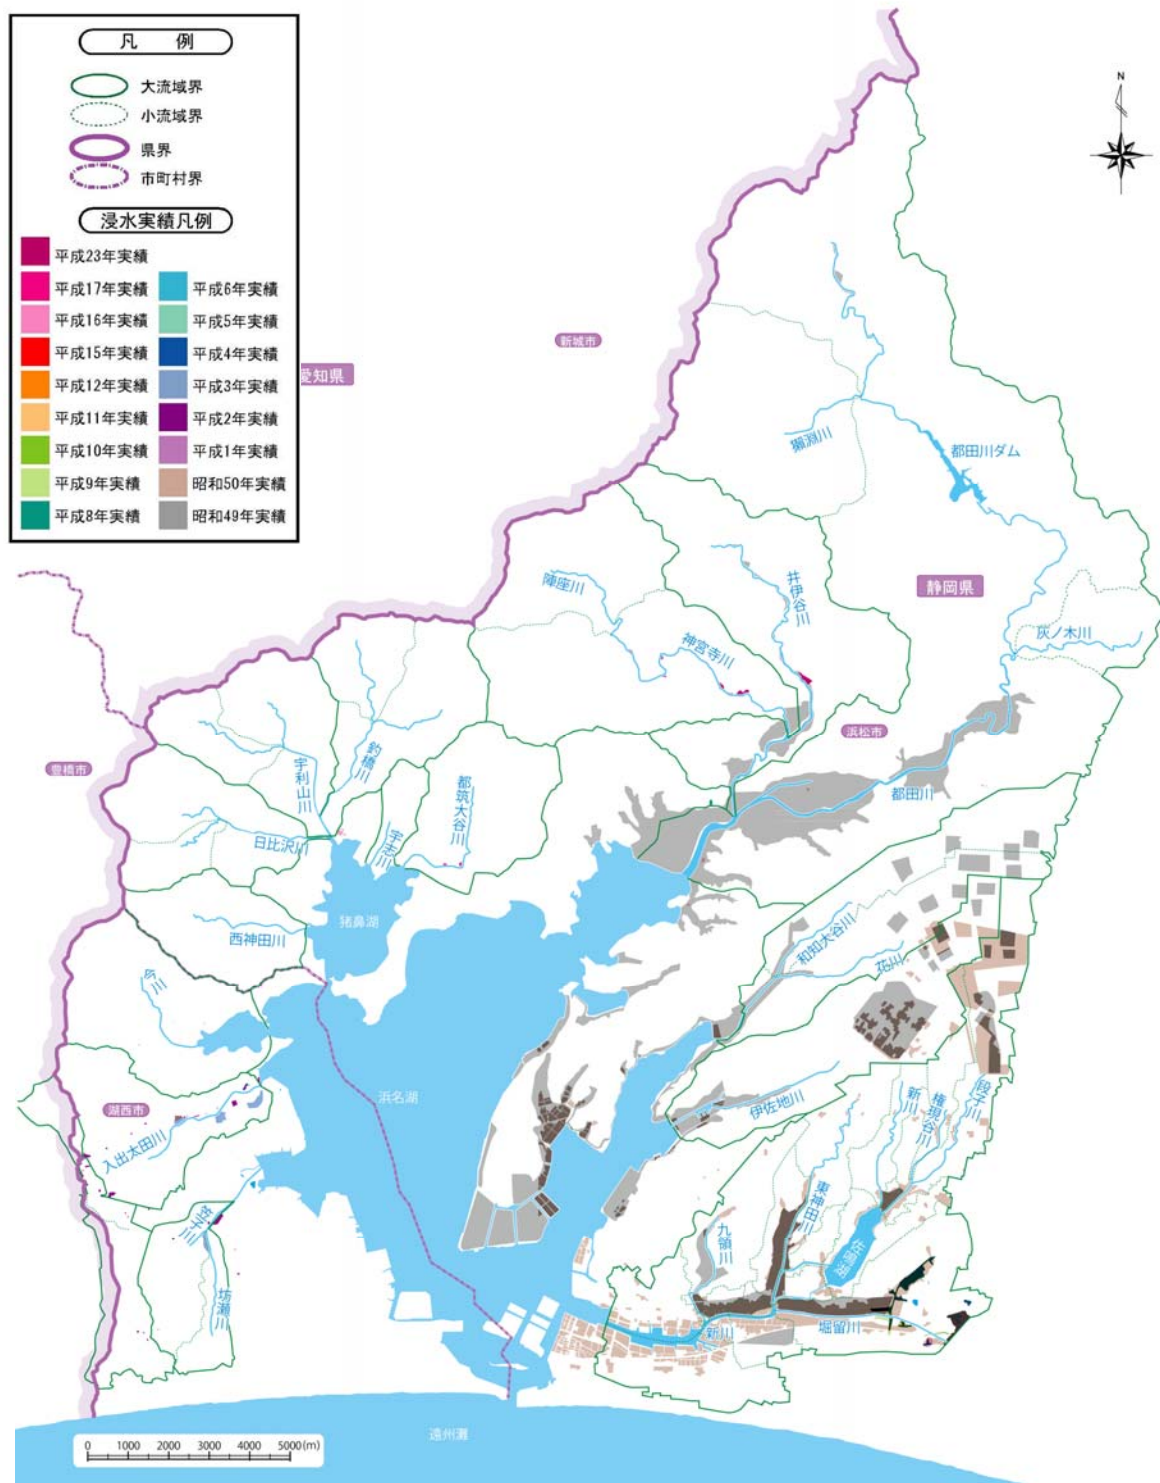 凡 例
大流域界
小流域界
県界
市町村界
浸水実績凡例
平成23年実績
平成17年実績
平成16年実績
平成15年実績
平成12年実績
平成11年実績
平成10年実績
平成9年実績
平成8年実績
平成6年実績
平成5年実績
平成4年実績
平成3年実績
平成2年実績
平成1年実績
昭和50年実績
昭和49年実績
N
新城市
愛知県
獺淵川
都田川ダム
静岡県
陣座川
井伊谷川
神宮寺川
灰ノ木川
浜松市
豊橋市
釣橋川
宇利山川
都筑大谷川
都田川
日比沢川
宇志川
猪鼻湖
西神田川
和知大谷川
花川
今川
浜名湖
湖西市
入出太田川
伊佐地川
新川
権現谷川
段子川
東神田川
九領川
佐鳴湖
笠子川
坊瀬川
新川
堀留川
遠州灘
0 1000 2000 3000 4000 5000(m)